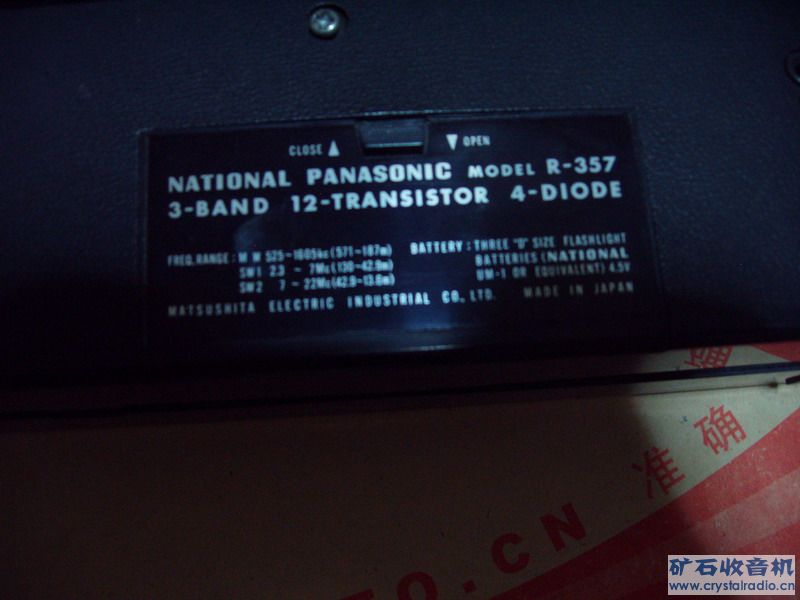 CLOSE ▲ ▼ OPEN
NATIONAL PANASONIC MODEL R-357
3-BAND 12-TRANSISTOR 4-DIODE
FREQ. RANGE: MW 525~1605kc (571~187m)
SW1 2.3 ~ 7Mc (130~42.9m)
SW2 7 ~ 22Mc (42.9~13.6m)
BATTERY: THREE "D" SIZE FLASHLIGHT
BATTERIES (NATIONAL
UM-1 OR EQUIVALENT) 4.5V
MATSUSHITA ELECTRIC INDUSTRIAL CO., LTD. MADE IN JAPAN
准 确
TO.CN
矿石收音机
www.crystalradio.cn